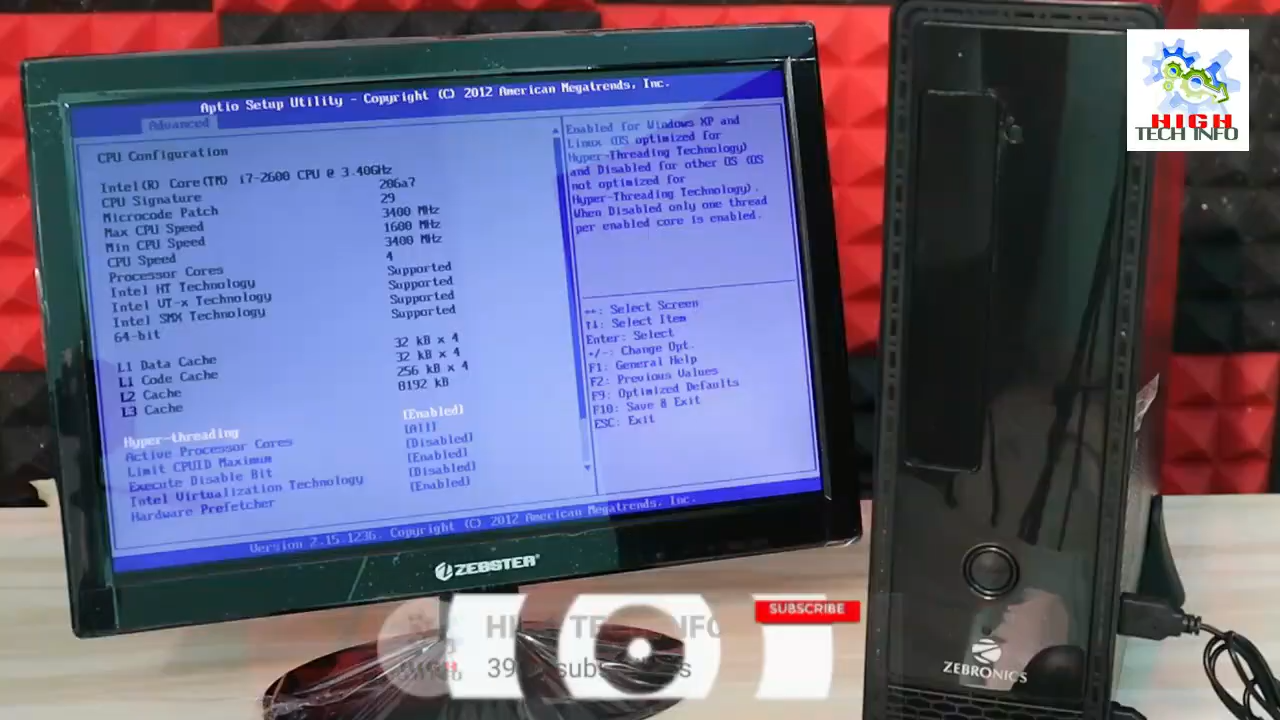 Aptio Setup Utility - Copyright (C) 2012 American Megatrends, Inc.
Advanced
CPU Configuration
Intel(R) Core(TM) i7-2600 CPU @ 3.40GHz
CPU Signature 206a7
Microcode Patch 29
Max CPU Speed 3400 MHz
Min CPU Speed 1600 MHz
CPU Speed 3400 MHz
Processor Cores 4
Intel HT Technology Supported
Intel VT-x Technology Supported
Intel SMX Technology Supported
64-bit Supported
L1 Data Cache 32 kB x 4
L1 Code Cache 32 kB x 4
L2 Cache 256 kB x 4
L3 Cache 8192 kB
Hyper-threading [Enabled]
Active Processor Cores [All]
Limit CPUID Maximum [Disabled]
Execute Disable Bit [Enabled]
Intel Virtualization Technology [Disabled]
Hardware Prefetcher [Enabled]
Enabled for Windows XP and
Linux (OS optimized for
Hyper-Threading Technology)
and Disabled for other OS (OS
not optimized for
Hyper-Threading Technology).
When Disabled only one thread
per enabled core is enabled.
↔: Select Screen
↑↓: Select Item
Enter: Select
+/-: Change Opt.
F1: General Help
F2: Previous Values
F9: Optimized Defaults
F10: Save & Exit
ESC: Exit
Version 2.15.1236. Copyright (C) 2012 American Megatrends, Inc.
ZEBSTER
HIGH
TECH INFO
SUBSCRIBE
ZEBRONICS